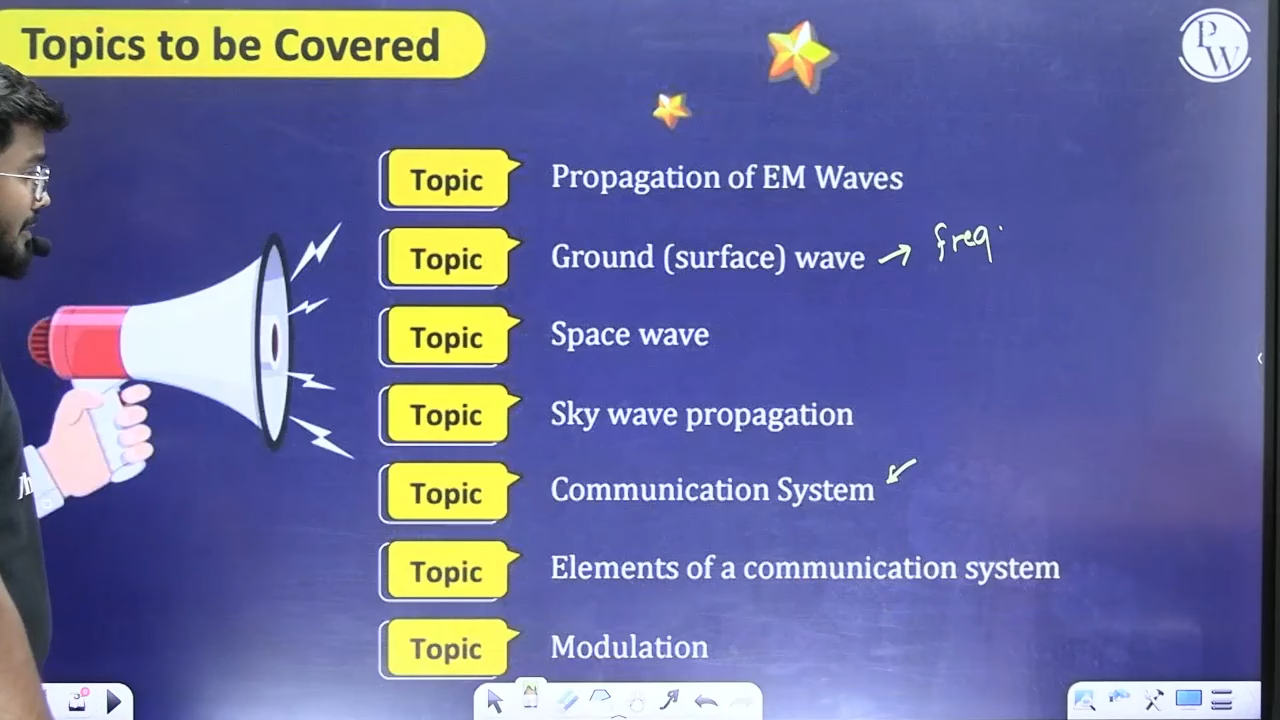 Topics to be Covered
PW
Topic Propagation of EM Waves
Topic Ground (surface) wave → freq.
Topic Space wave
Topic Sky wave propagation
Topic Communication System
Topic Elements of a communication system
Topic Modulation